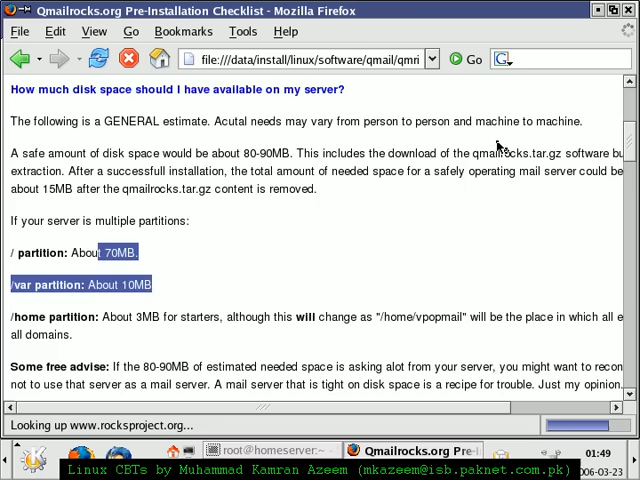 Qmailrocks.org Pre-Installation Checklist - Mozilla Firefox
File Edit View Go Bookmarks Tools Help
file:///data/install/linux/software/qmail/qmri Go G
How much disk space should I have available on my server?
The following is a GENERAL estimate. Acutal needs may vary from person to person and machine to machine.
A safe amount of disk space would be about 80-90MB. This includes the download of the qmailrocks.tar.gz software bu
extraction. After a successfull installation, the total amount of needed space for a safely operating mail server could be
about 15MB after the qmailrocks.tar.gz content is removed.
If your server is multiple partitions:
/ partition: About 70MB.
/var partition: About 10MB
/home partition: About 3MB for starters, although this will change as "/home/vpopmail" will be the place in which all e
all domains.
Some free advise: If the 80-90MB of estimated needed space is asking alot from your server, you might want to recon
not to use that server as a mail server. A mail server that is tight on disk space is a recipe for trouble. Just my opinion.
Looking up www.rocksproject.org...
root@homeserver:~ Qmailrocks.org Pre-I 01:49
Linux CBTs by Muhammad Kamran Azeem (mkazeem@isb.paknet.com.pk) 006-03-23